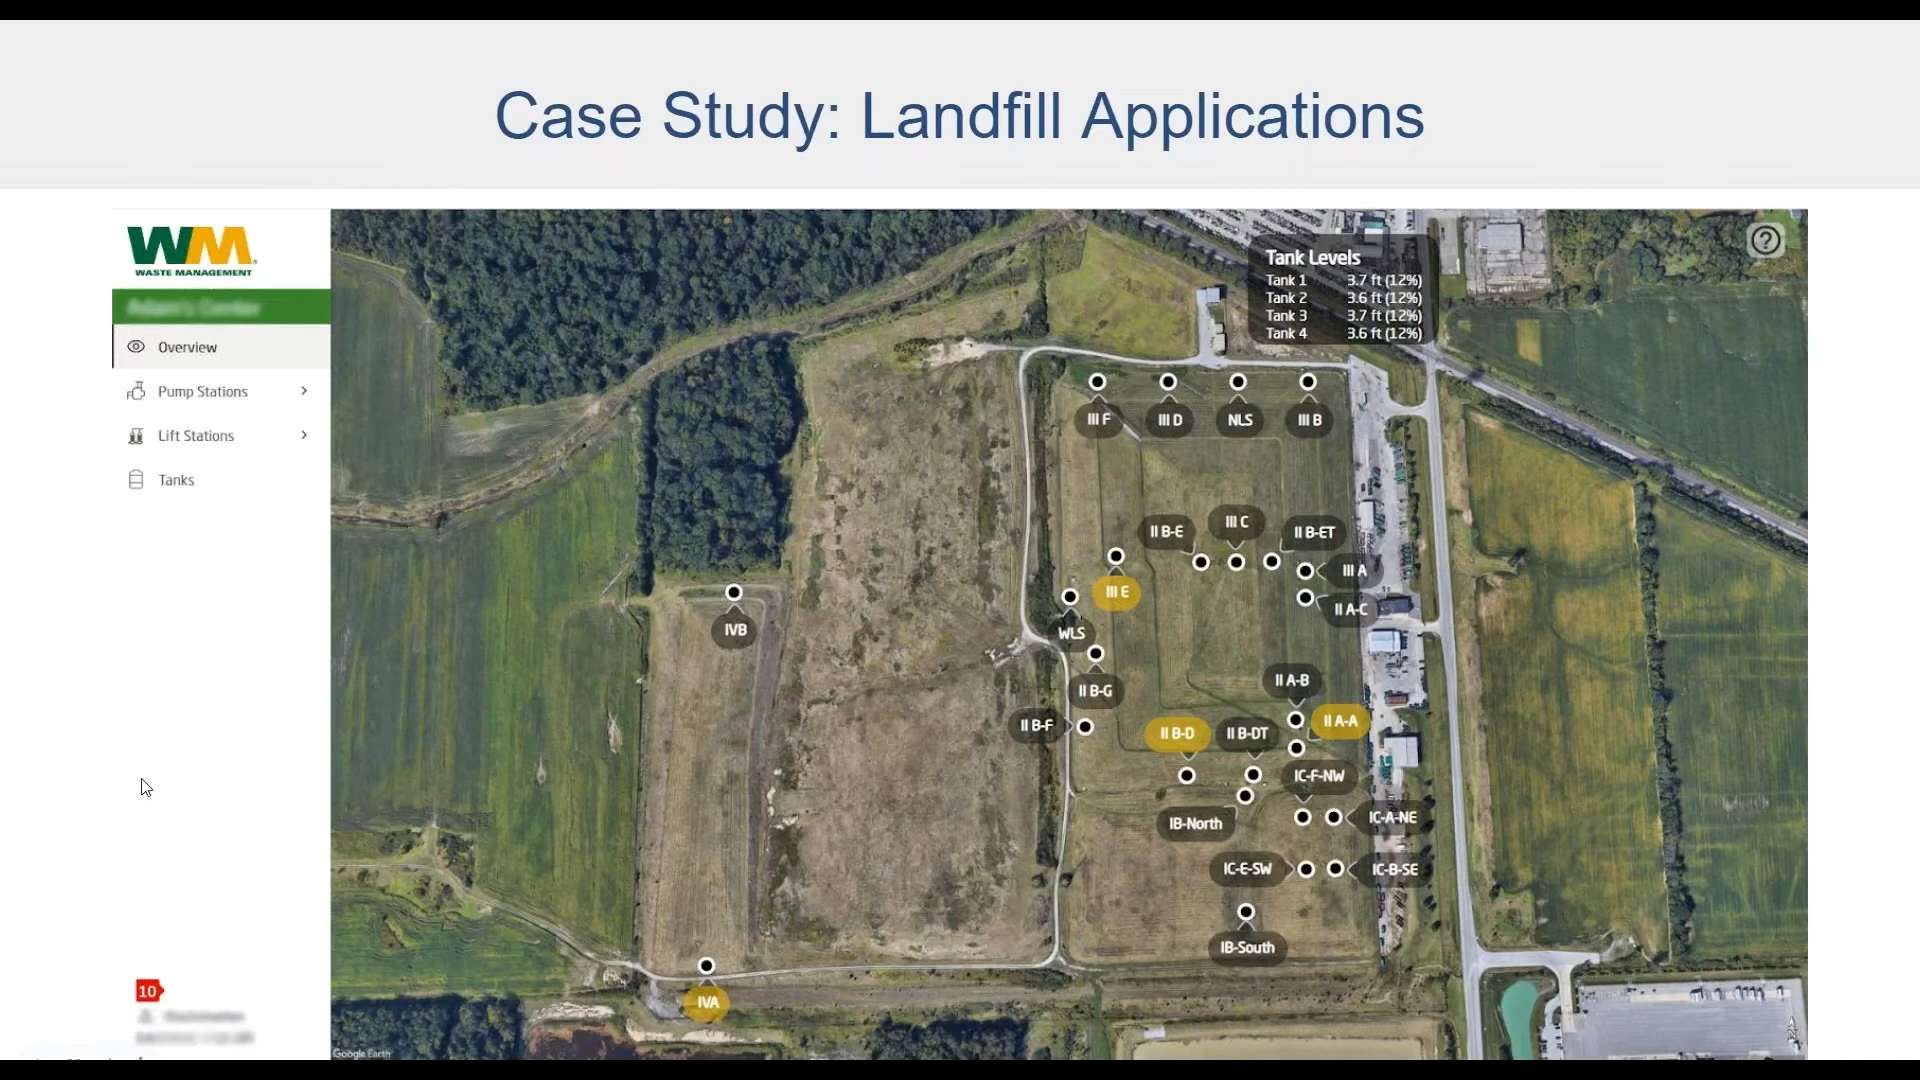 Case Study: Landfill Applications
WM
WASTE MANAGEMENT
Overview
Pump Stations
Lift Stations
Tanks
10
Tank Levels
Tank 1 3.7 ft (12%)
Tank 2 3.6 ft (12%)
Tank 3 3.7 ft (12%)
Tank 4 3.6 ft (12%)
III F
III D
NLS
III B
II B-E
III C
II B-ET
III A
III E
II A-C
IVB
WLS
II B-G
II A-B
II B-F
II B-D
II B-DT
II A-A
IC-F-NW
IB-North
IC-A-NE
IC-E-SW
IC-B-SE
IB-South
IVA
Google Earth